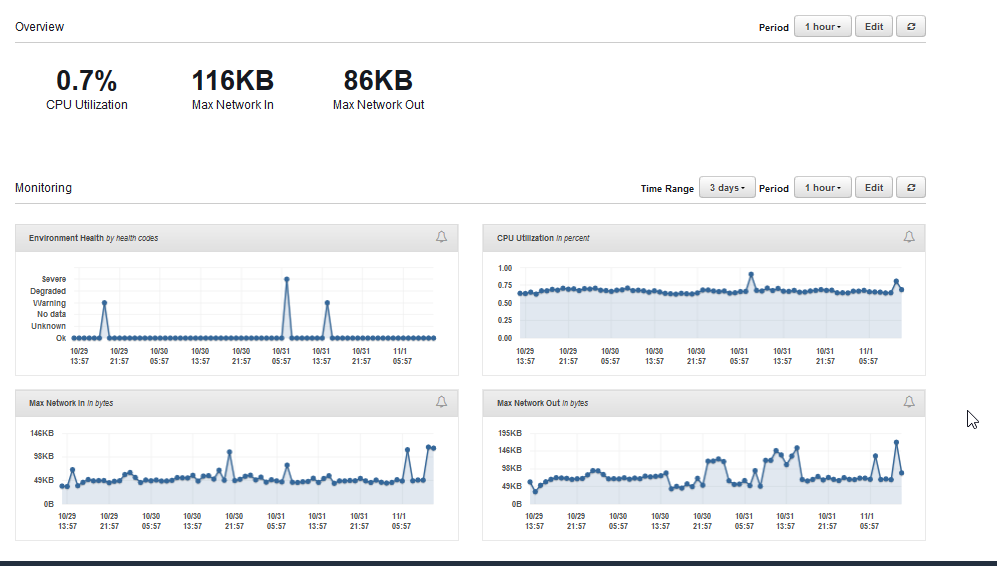 Overview
Period 1 hour Edit
0.7% 116KB 86KB
CPU Utilization Max Network In Max Network Out
Monitoring
Time Range 3 days Period 1 hour Edit
Environment Health by health codes
Severe
Degraded
Warning
No data
Unknown
Ok
10/29 10/29 10/30 10/30 10/30 10/31 10/31 10/31 11/1
13:57 21:57 05:57 13:57 21:57 05:57 13:57 21:57 05:57
CPU Utilization in percent
1.00
0.75
0.50
0.25
0.00
10/29 10/29 10/30 10/30 10/30 10/31 10/31 10/31 11/1
13:57 21:57 05:57 13:57 21:57 05:57 13:57 21:57 05:57
Max Network In in bytes
146KB
98KB
49KB
0B
10/29 10/29 10/30 10/30 10/30 10/31 10/31 10/31 11/1
13:57 21:57 05:57 13:57 21:57 05:57 13:57 21:57 05:57
Max Network Out in bytes
195KB
146KB
98KB
49KB
0B
10/29 10/29 10/30 10/30 10/30 10/31 10/31 10/31 11/1
13:57 21:57 05:57 13:57 21:57 05:57 13:57 21:57 05:57